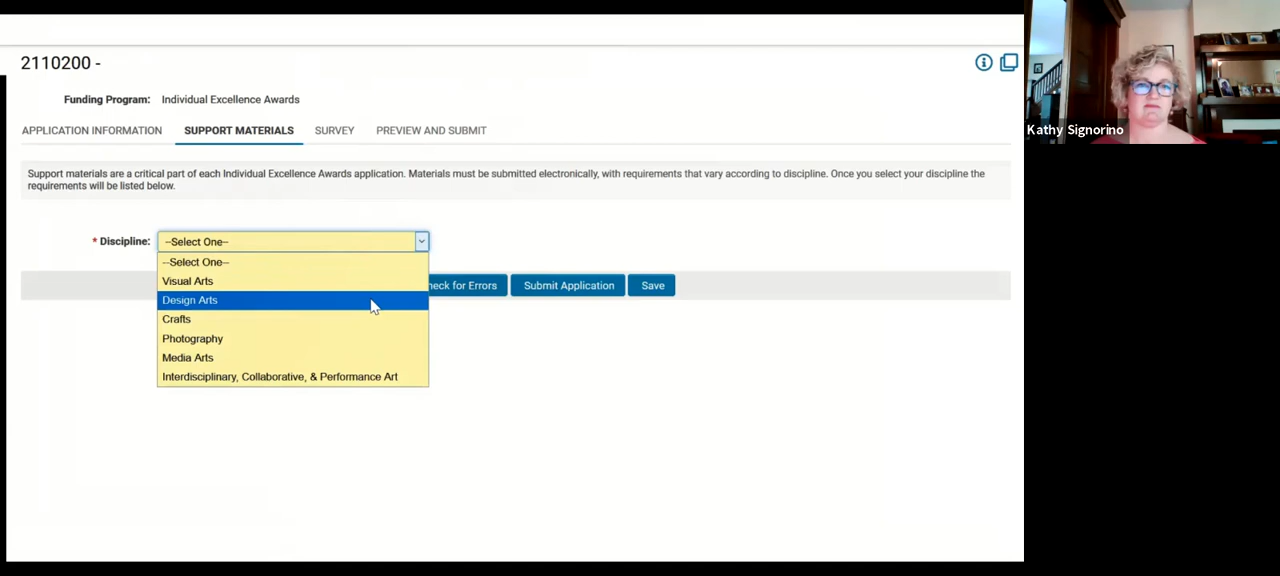 2110200 -
Funding Program: Individual Excellence Awards
APPLICATION INFORMATION SUPPORT MATERIALS SURVEY PREVIEW AND SUBMIT
Support materials are a critical part of each Individual Excellence Awards application. Materials must be submitted electronically, with requirements that vary according to discipline. Once you select your discipline the
requirements will be listed below.
* Discipline: --Select One--
--Select One--
Visual Arts
Design Arts
Crafts
Photography
Media Arts
Interdisciplinary, Collaborative, & Performance Art
heck for Errors Submit Application Save
Kathy Signorino